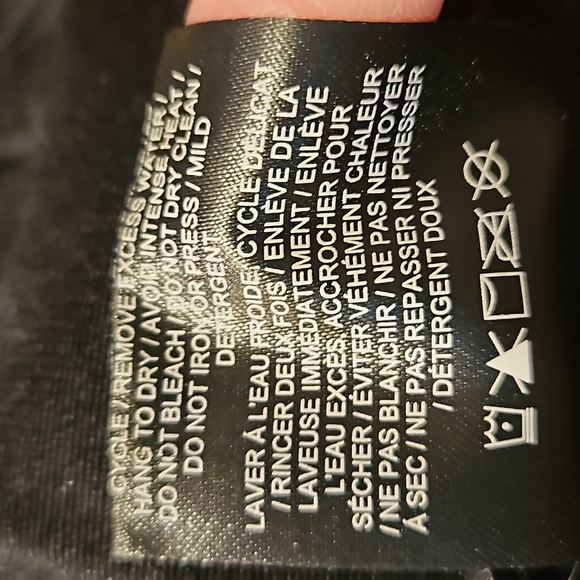 CYCLE / REMOVE EXCESS WATER /
HANG TO DRY / AVOID INTENSE HEAT /
DO NOT BLEACH / DO NOT DRY CLEAN /
DO NOT IRON OR PRESS / MILD
DETERGENT
LAVER À L'EAU FROIDE, CYCLE DÉLICAT
/ RINCER DEUX FOIS / ENLÈVE DE LA
LAVEUSE IMMÉDIATEMENT / ENLÈVE
L'EAU EXCÈS, ACCROCHER POUR
SÉCHER / ÉVITER VÉHÉMENT CHALEUR
/ NE PAS BLANCHIR / NE PAS NETTOYER
Á SEC / NE PAS REPASSER NI PRESSER
/ DÉTERGENT DOUX